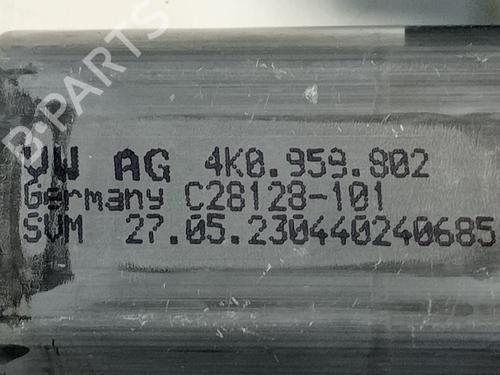 B-PARTS
VW AG 4K0.959.802
Germany C28128-101
SVM 27.05.230440240685